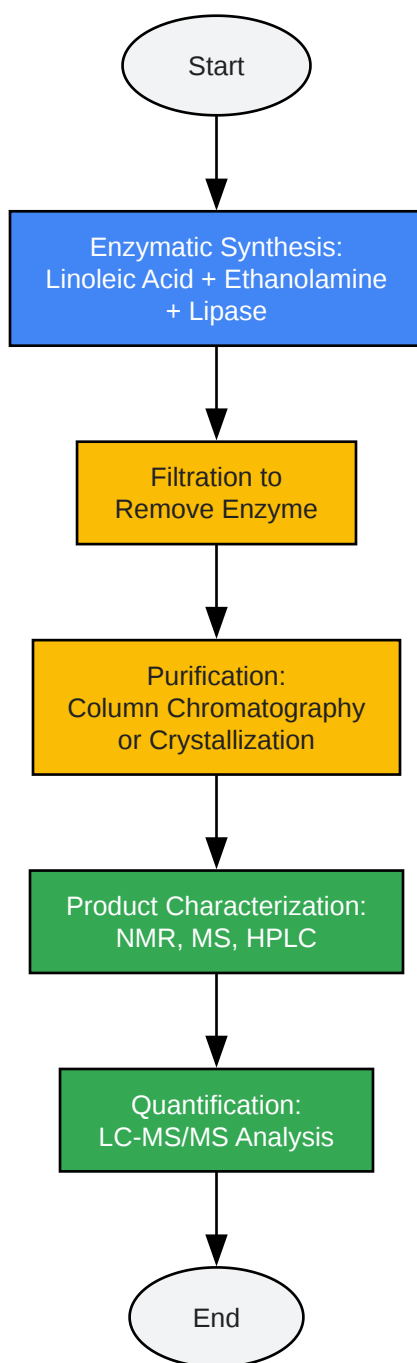 Start
Enzymatic Synthesis:
Linoleic Acid + Ethanolamine
+ Lipase
Filtration to
Remove Enzyme
Purification:
Column Chromatography
or Crystallization
Product Characterization:
NMR, MS, HPLC
Quantification:
LC-MS/MS Analysis
End